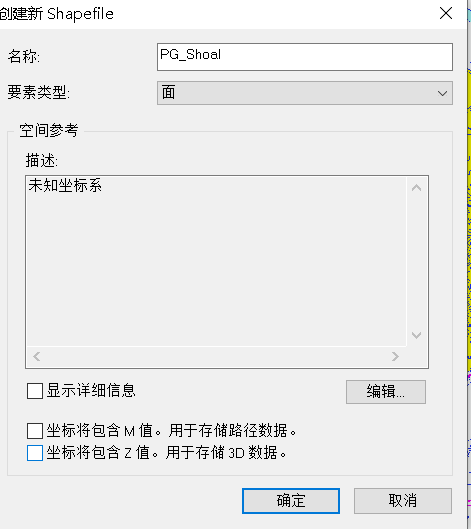 创建新 Shapefile
名称:
PG_Shoal
要素类型:
面
空间参考
描述:
未知坐标系
显示详细信息
编辑...
坐标将包含 M 值。用于存储路径数据。
坐标将包含 Z 值。用于存储 3D 数据。
确定
取消